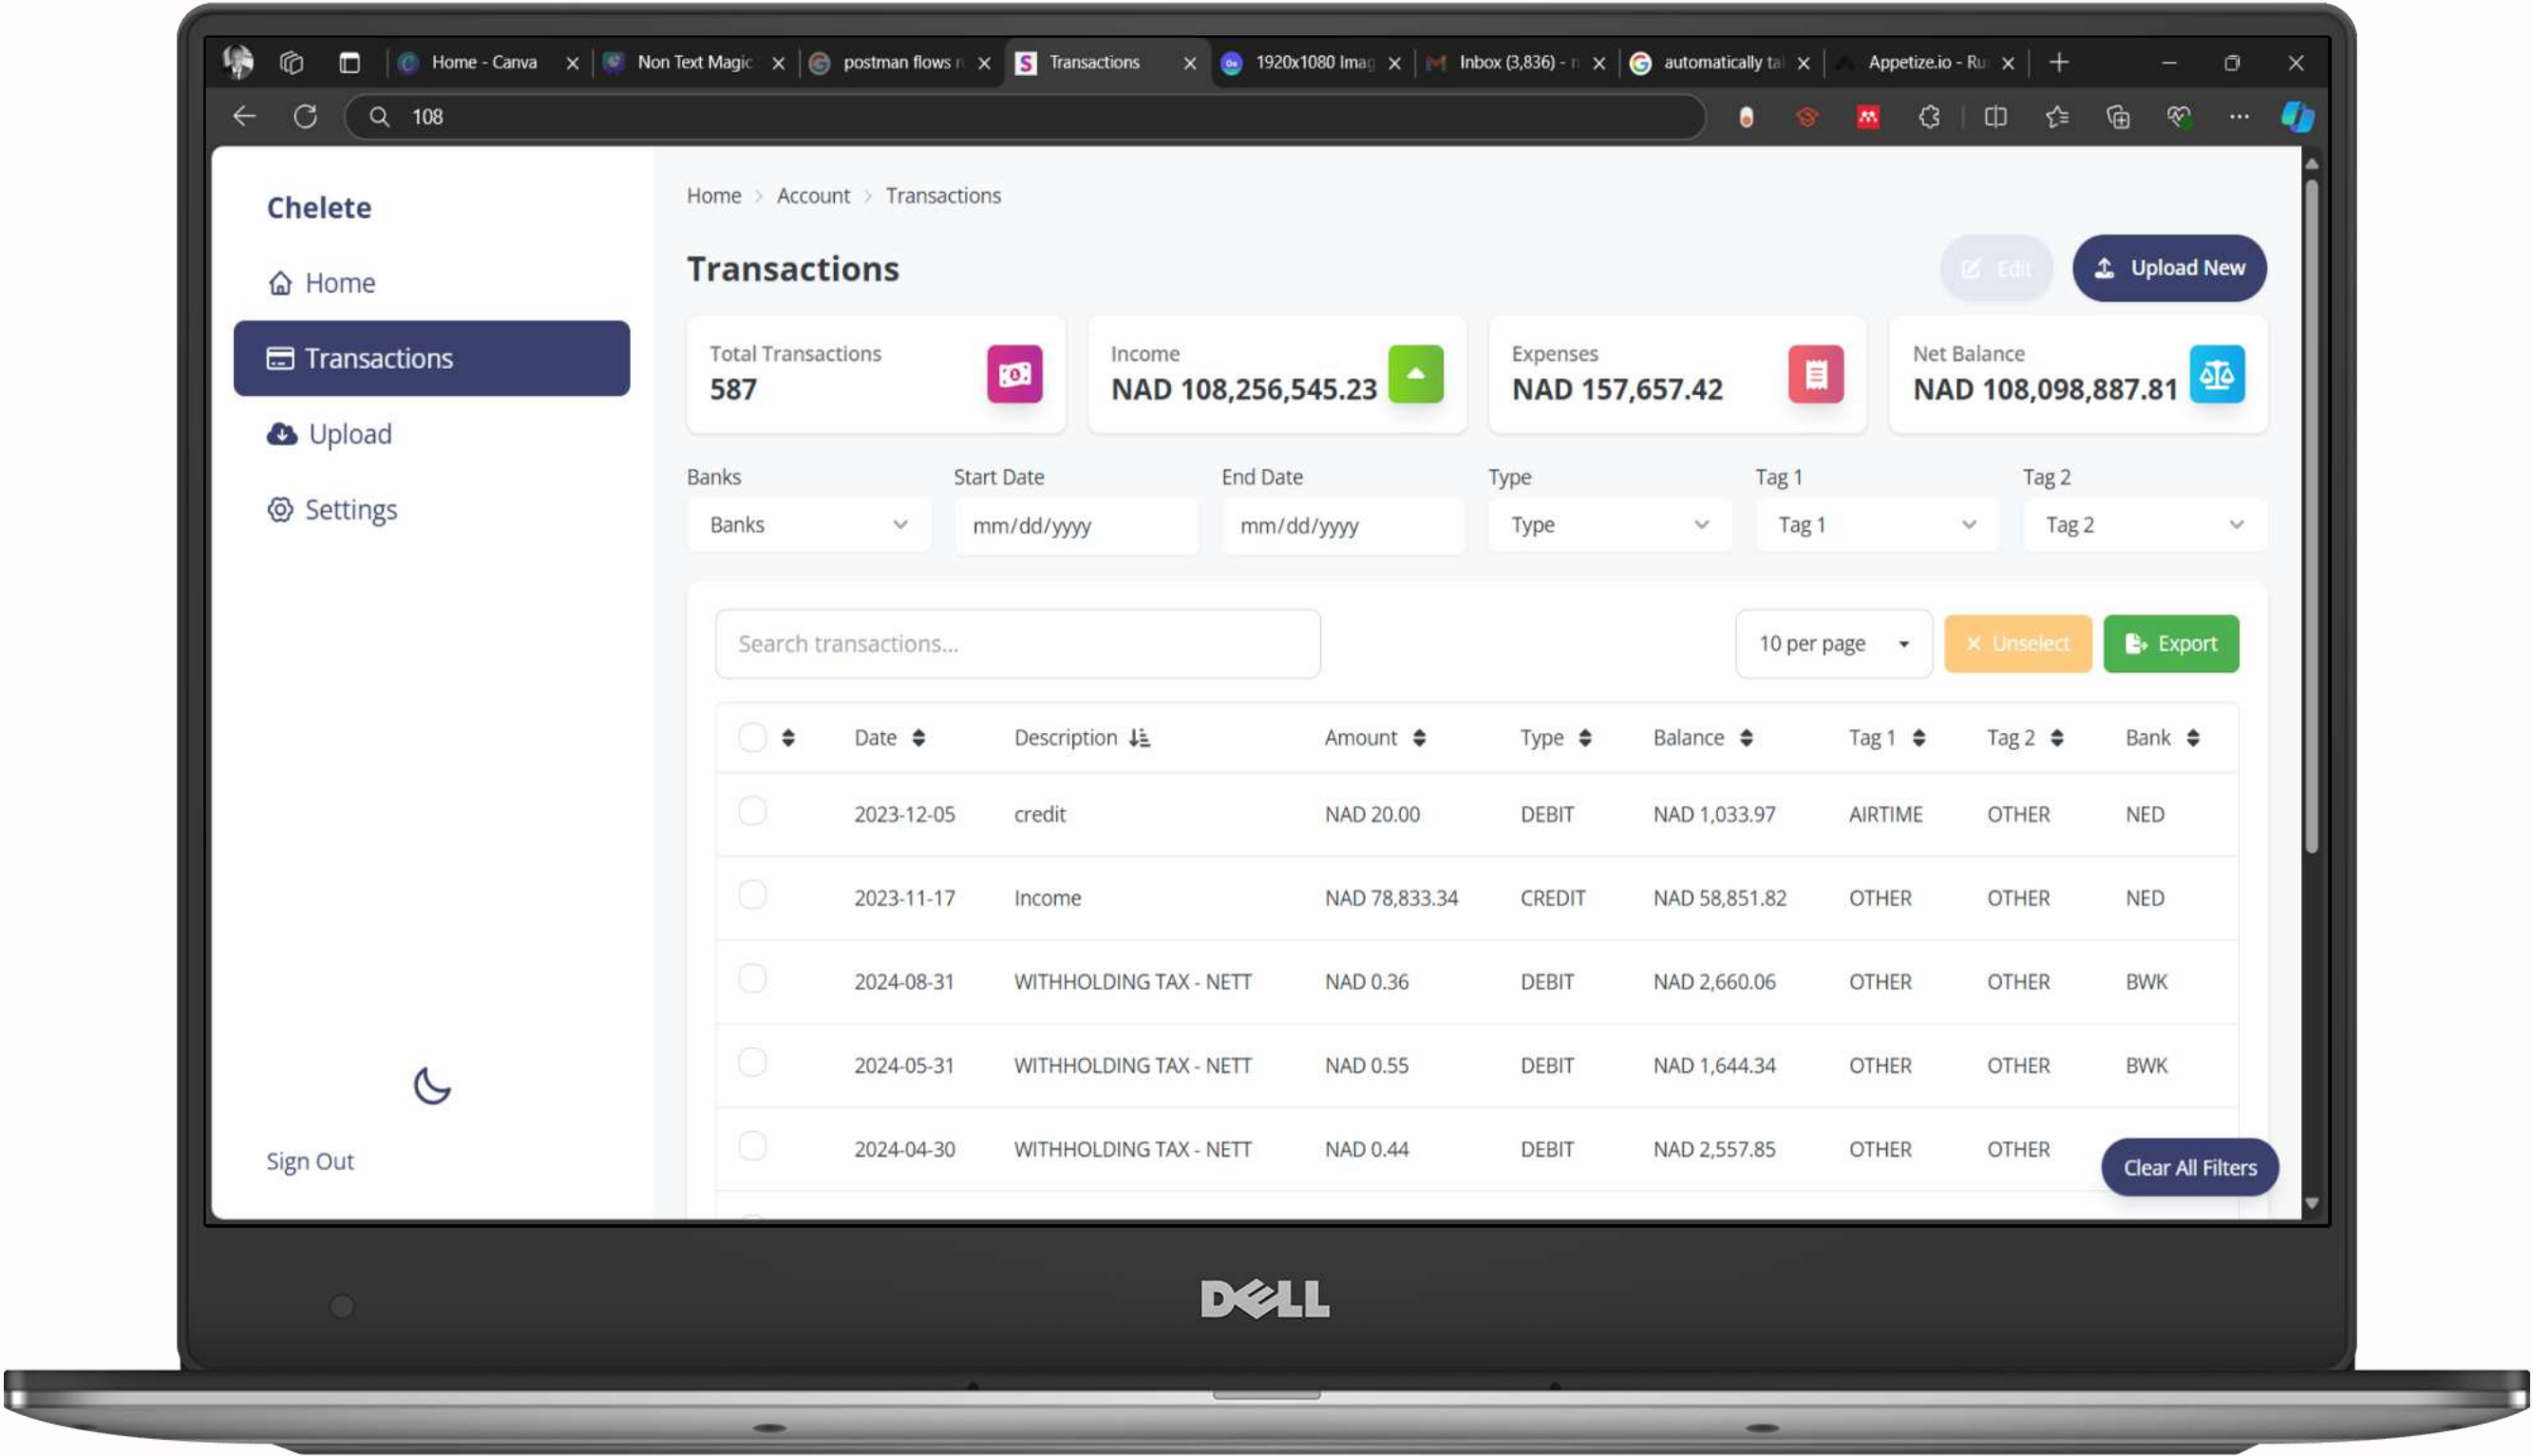 Home - Canva
Non Text Magic
postman flows
Transactions
1920x1080 Imag
Inbox (3,836) - n
automatically ta
Appetize.io - Ru
108
Chelete
Home
Transactions
Upload
Settings
Sign Out
Home > Account > Transactions
Transactions
Edit
Upload New
Total Transactions
587
Income
NAD 108,256,545.23
Expenses
NAD 157,657.42
Net Balance
NAD 108,098,887.81
Banks Start Date End Date Type Tag 1 Tag 2
Banks mm/dd/yyyy mm/dd/yyyy Type Tag 1 Tag 2
Search transactions...
10 per page
Unselect
Export
Date Description Amount Type Balance Tag 1 Tag 2 Bank
2023-12-05 credit NAD 20.00 DEBIT NAD 1,033.97 AIRTIME OTHER NED
2023-11-17 Income NAD 78,833.34 CREDIT NAD 58,851.82 OTHER OTHER NED
2024-08-31 WITHHOLDING TAX - NETT NAD 0.36 DEBIT NAD 2,660.06 OTHER OTHER BWK
2024-05-31 WITHHOLDING TAX - NETT NAD 0.55 DEBIT NAD 1,644.34 OTHER OTHER BWK
2024-04-30 WITHHOLDING TAX - NETT NAD 0.44 DEBIT NAD 2,557.85 OTHER OTHER
Clear All Filters
DELL